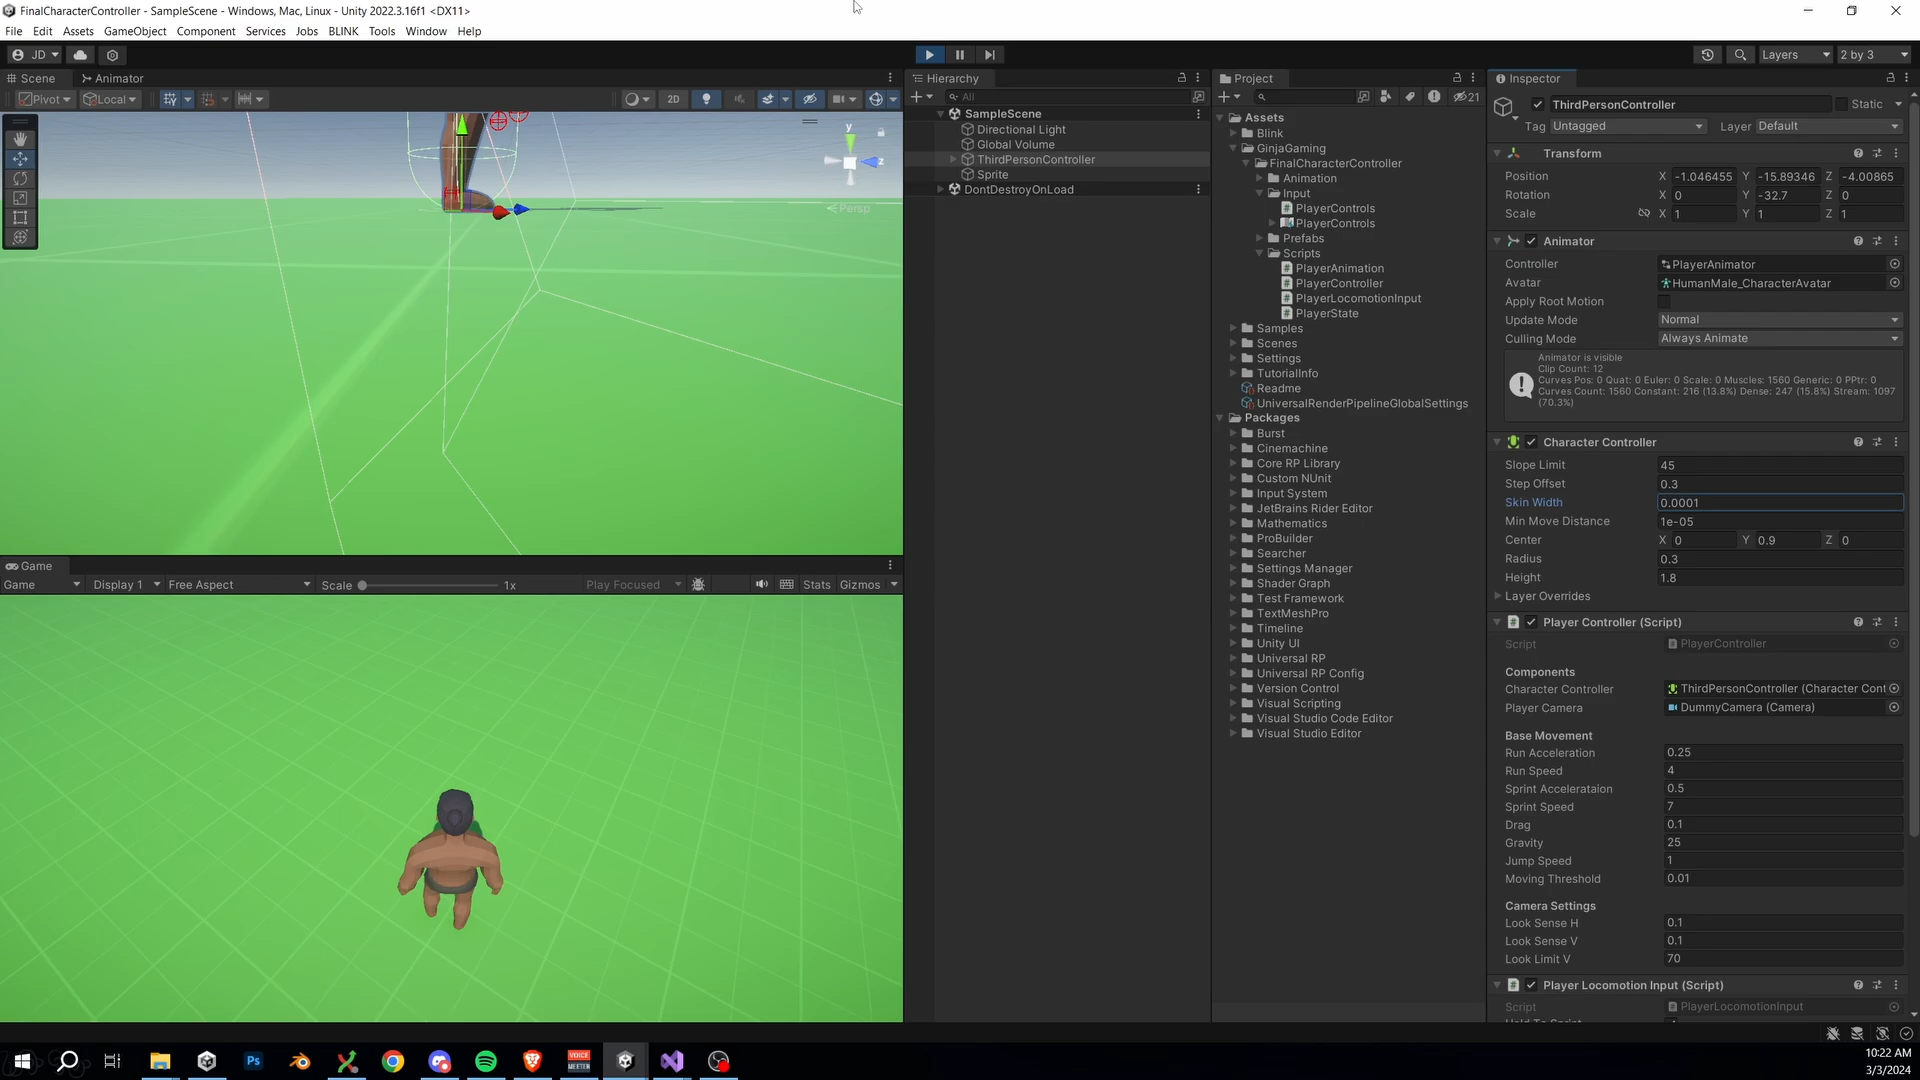 FinalCharacterController - SampleScene - Windows, Mac, Linux - Unity 2022.3.16f1 <DX11>
File Edit Assets GameObject Component Services Jobs BLINK Tools Window Help
JD Layers 2 by 3
Scene Animator
Pivot Local 2D
y
z
Persp
Game
Game Display 1 Free Aspect Scale 1x Play Focused Stats Gizmos
Hierarchy
All
SampleScene
Directional Light
Global Volume
ThirdPersonController
Sprite
DontDestroyOnLoad
Project
21
Assets
Blink
GinjaGaming
FinalCharacterController
Animation
Input
PlayerControls
PlayerControls
Prefabs
Scripts
PlayerAnimation
PlayerController
PlayerLocomotionInput
PlayerState
Samples
Scenes
Settings
TutorialInfo
Readme
UniversalRenderPipelineGlobalSettings
Packages
Burst
Cinemachine
Core RP Library
Custom NUnit
Input System
JetBrains Rider Editor
Mathematics
ProBuilder
Searcher
Settings Manager
Shader Graph
Test Framework
TextMeshPro
Timeline
Unity UI
Universal RP
Universal RP Config
Version Control
Visual Scripting
Visual Studio Code Editor
Visual Studio Editor
Inspector
ThirdPersonController Static
Tag Untagged Layer Default
Transform
Position X -1.046455 Y -15.89346 Z -4.00865
Rotation X 0 Y -32.7 Z 0
Scale X 1 Y 1 Z 1
Animator
Controller PlayerAnimator
Avatar HumanMale_CharacterAvatar
Apply Root Motion
Update Mode Normal
Culling Mode Always Animate
Animator is visible
Clip Count: 12
Curves Pos: 0 Quat: 0 Euler: 0 Scale: 0 Muscles: 1560 Generic: 0 PPtr: 0
Curves Count: 1560 Constant: 216 (13.8%) Dense: 247 (15.8%) Stream: 1097
(70.3%)
Character Controller
Slope Limit 45
Step Offset 0.3
Skin Width 0.0001
Min Move Distance 1e-05
Center X 0 Y 0.9 Z 0
Radius 0.3
Height 1.8
Layer Overrides
Player Controller (Script)
Script PlayerController
Components
Character Controller ThirdPersonController (Character Cont
Player Camera DummyCamera (Camera)
Base Movement
Run Acceleration 0.25
Run Speed 4
Sprint Accelerataion 0.5
Sprint Speed 7
Drag 0.1
Gravity 25
Jump Speed 1
Moving Threshold 0.01
Camera Settings
Look Sense H 0.1
Look Sense V 0.1
Look Limit V 70
Player Locomotion Input (Script)
Script PlayerLocomotionInput
Ps
VOICE
MEETER
10:22 AM
3/3/2024